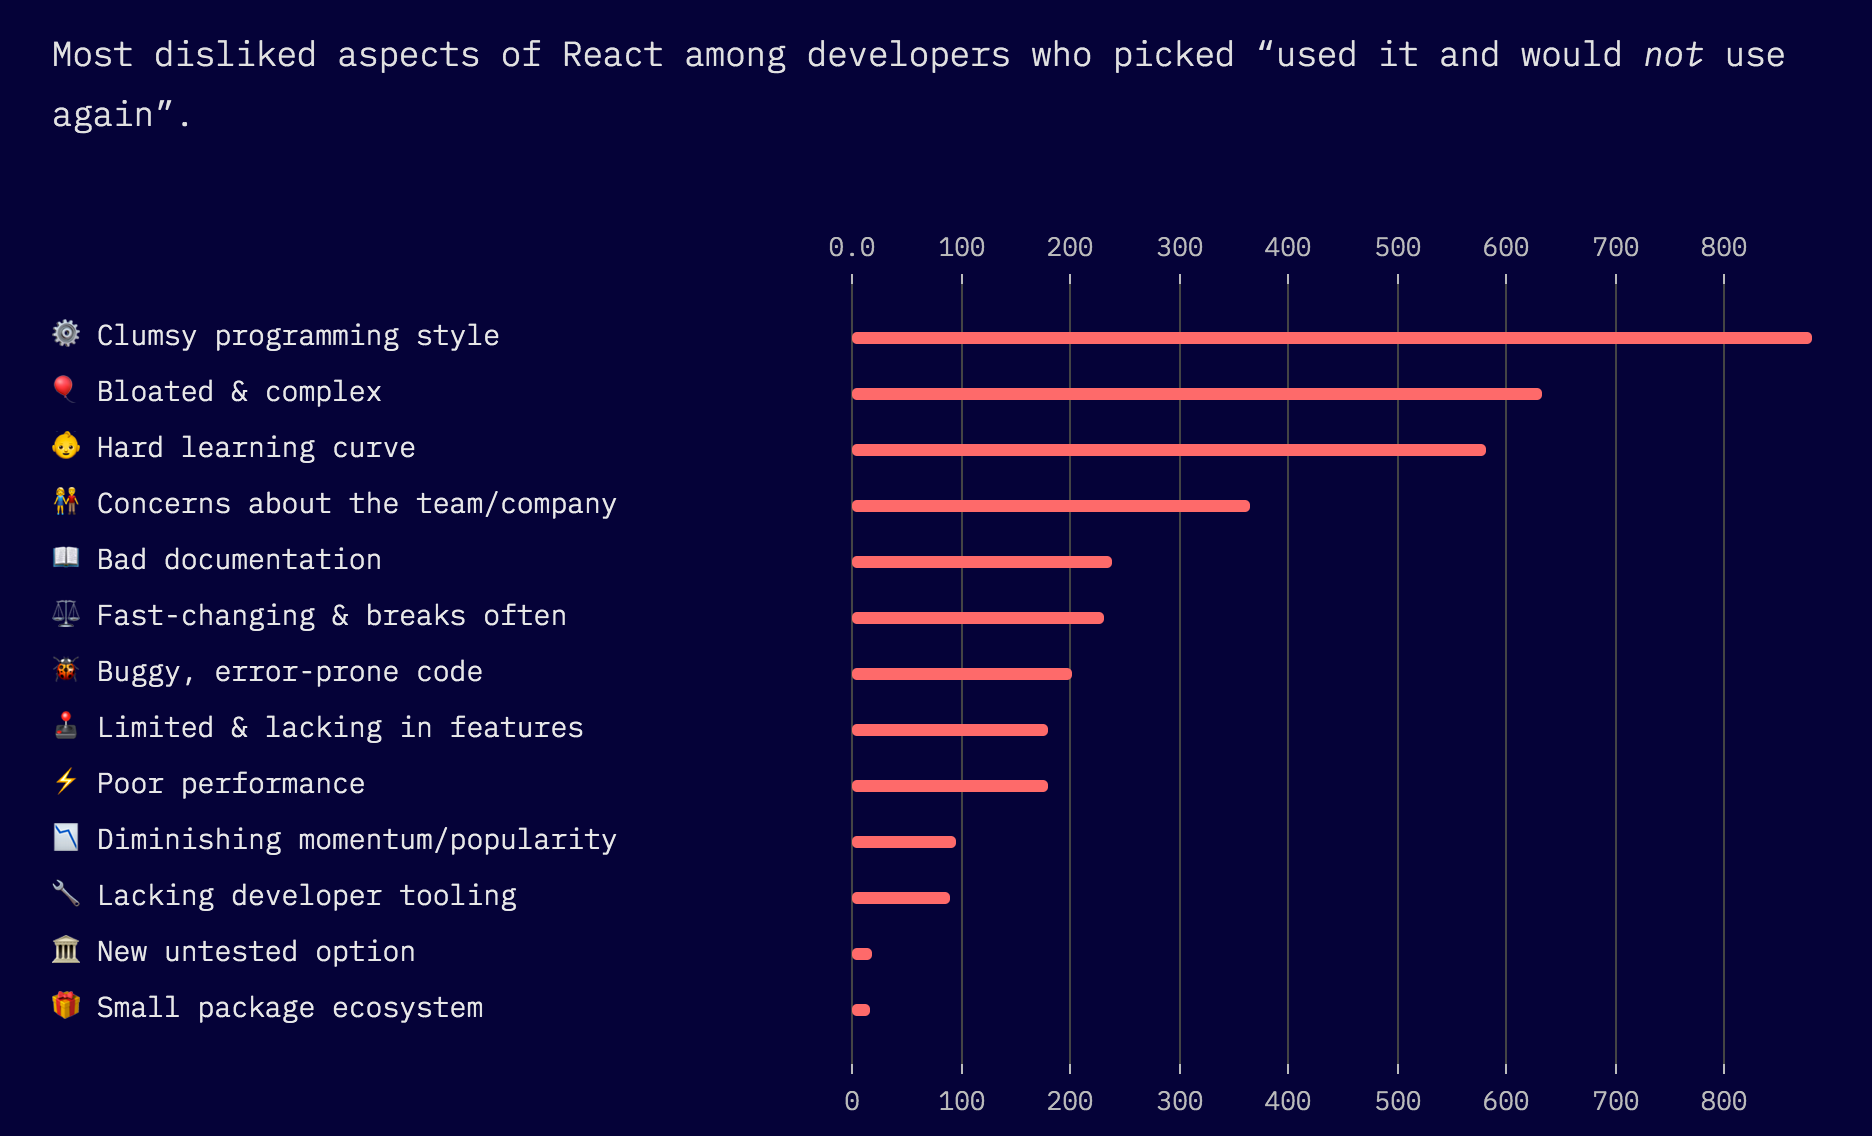 Most disliked aspects of React among developers who picked “used it and would not use
again”.
0.0 100 200 300 400 500 600 700 800
Clumsy programming style
Bloated & complex
Hard learning curve
Concerns about the team/company
Bad documentation
Fast-changing & breaks often
Buggy, error-prone code
Limited & lacking in features
Poor performance
Diminishing momentum/popularity
Lacking developer tooling
New untested option
Small package ecosystem
0 100 200 300 400 500 600 700 800